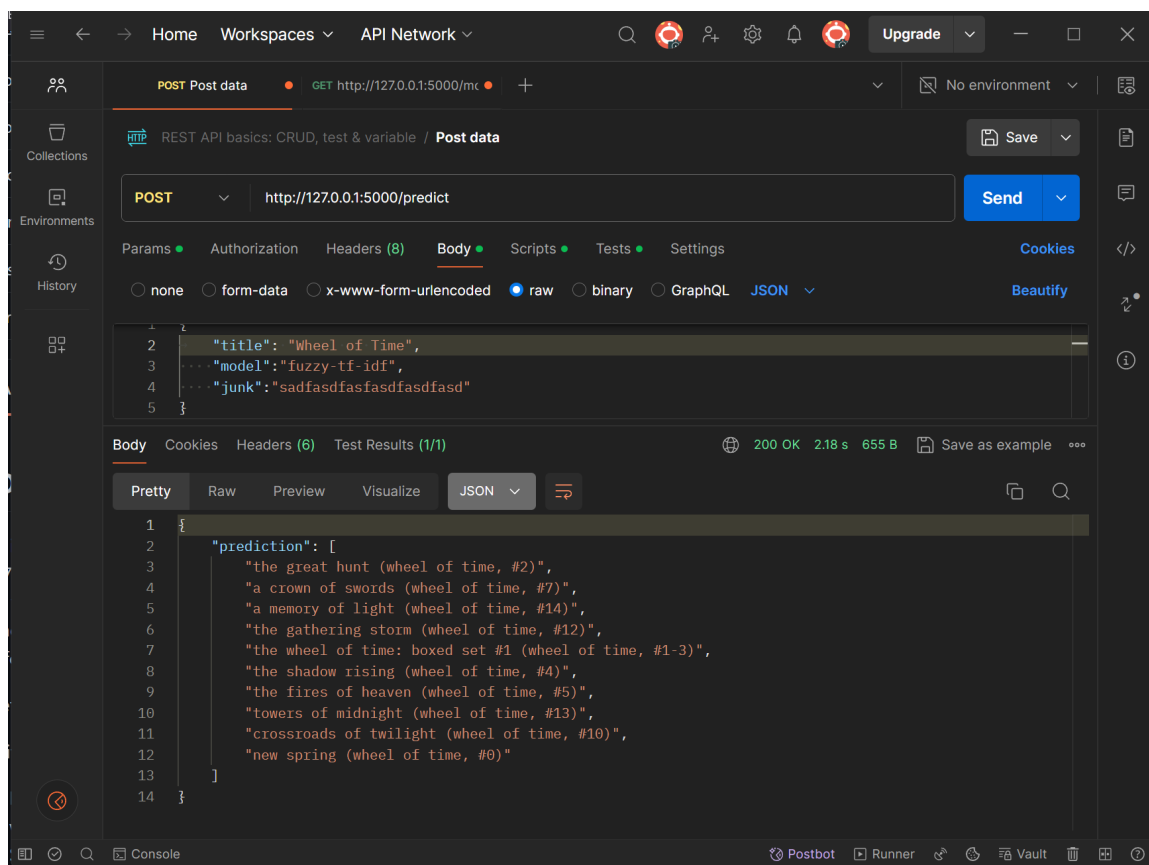 Home Workspaces API Network Upgrade
POST Post data GET http://127.0.0.1:5000/mc No environment
HTTP REST API basics: CRUD, test & variable / Post data Save
Collections
POST http://127.0.0.1:5000/predict Send
Environments
Params Authorization Headers (8) Body Scripts Tests Settings Cookies
History
none form-data x-www-form-urlencoded raw binary GraphQL JSON Beautify
1 {
2 "title": "Wheel of Time",
3 "model":"fuzzy-tf-idf",
4 "junk":"sadfasdfasfasdfasdfasd"
5 }
Body Cookies Headers (6) Test Results (1/1) 200 OK 2.18 s 655 B Save as example
Pretty Raw Preview Visualize JSON
1 {
2 "prediction": [
3 "the great hunt (wheel of time, #2)",
4 "a crown of swords (wheel of time, #7)",
5 "a memory of light (wheel of time, #14)",
6 "the gathering storm (wheel of time, #12)",
7 "the wheel of time: boxed set #1 (wheel of time, #1-3)",
8 "the shadow rising (wheel of time, #4)",
9 "the fires of heaven (wheel of time, #5)",
10 "towers of midnight (wheel of time, #13)",
11 "crossroads of twilight (wheel of time, #10)",
12 "new spring (wheel of time, #0)"
13 ]
14 }
Console Postbot Runner Vault